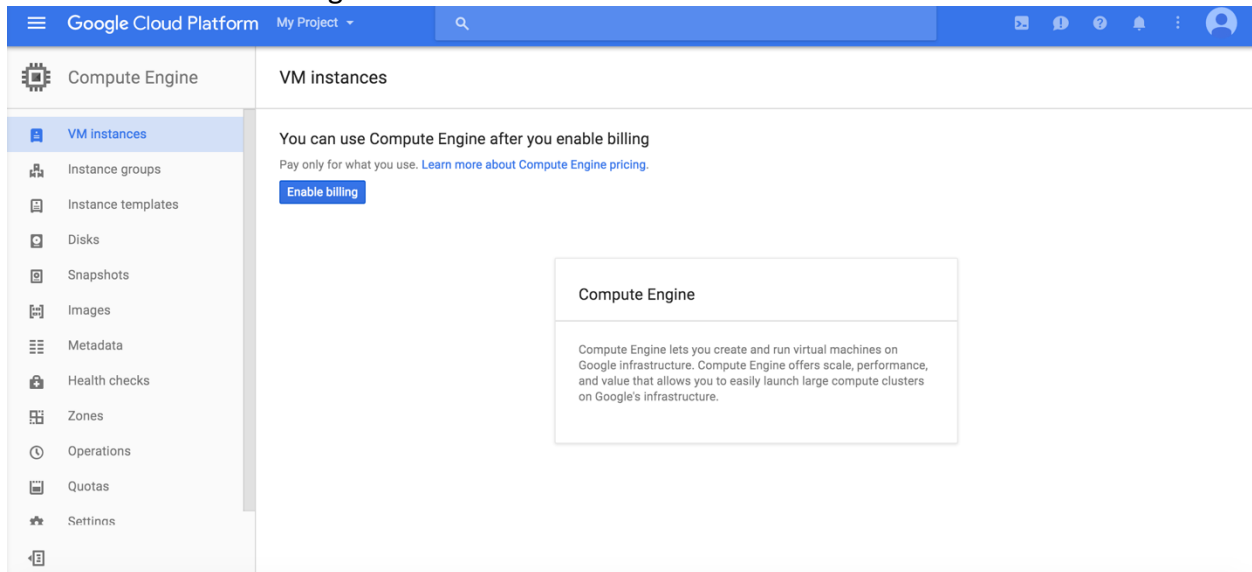 Google Cloud Platform My Project
Compute Engine
VM instances
VM instances
Instance groups
Instance templates
Disks
Snapshots
Images
Metadata
Health checks
Zones
Operations
Quotas
Settings
You can use Compute Engine after you enable billing
Pay only for what you use. Learn more about Compute Engine pricing.
Enable billing
Compute Engine
Compute Engine lets you create and run virtual machines on
Google infrastructure. Compute Engine offers scale, performance,
and value that allows you to easily launch large compute clusters
on Google's infrastructure.